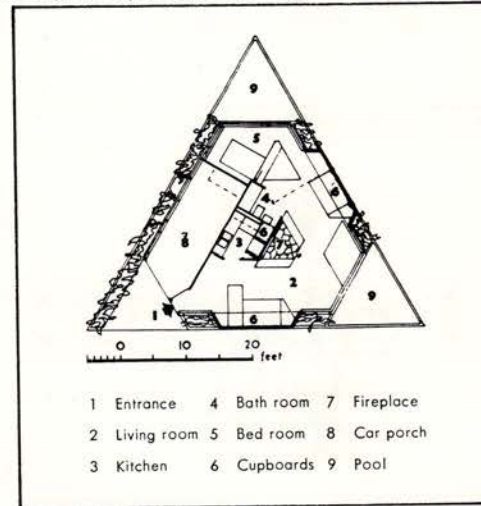 9
5
4
6
8
6
3
7
2
9
1
6
0 10 20
feet
1 Entrance 4 Bath room 7 Fireplace
2 Living room 5 Bed room 8 Car porch
3 Kitchen 6 Cupboards 9 Pool